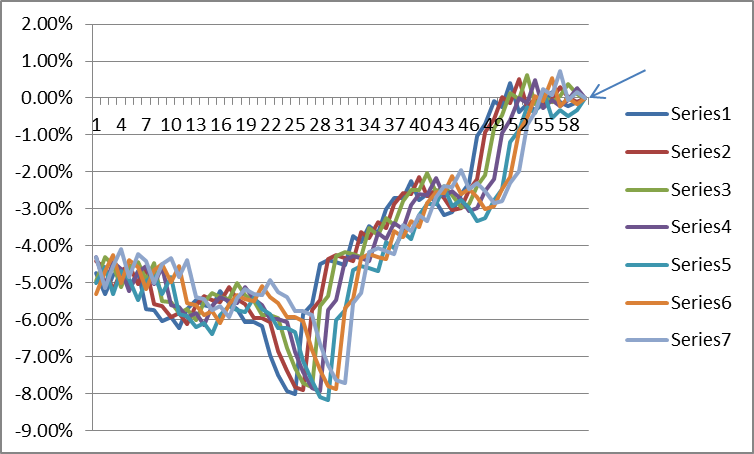 2.00%
1.00%
0.00%
-1.00%
-2.00%
-3.00%
-4.00%
-5.00%
-6.00%
-7.00%
-8.00%
-9.00%
1 4 7 10 13 16 19 22 25 28 31 34 37 40 43 46 49 52 55 58
Series1
Series2
Series3
Series4
Series5
Series6
Series7